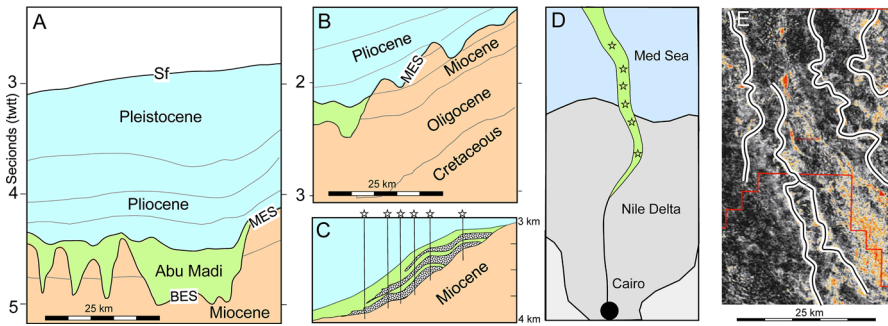 A
Sf
3
Pleistocene
Seconds (twtt)
4
Pliocene
MES
Abu Madi
BES
5
25 km
Miocene
B
Pliocene
2
MES
Miocene
Oligocene
Cretaceous
25 km
3
C
3 km
Miocene
4 km
D
Med Sea
Nile Delta
Cairo
E
25 km